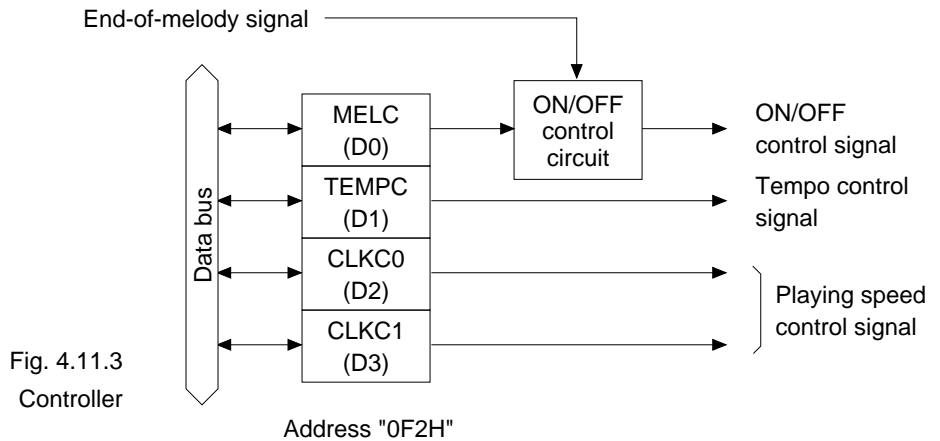 End-of-melody signal
MELC
(D0)
ON/OFF
control
circuit
ON/OFF
control signal
TEMPC
(D1)
Tempo control
signal
Data bus
CLKC0
(D2)
CLKC1
(D3)
Playing speed
control signal
Fig. 4.11.3
Controller
Address "0F2H"